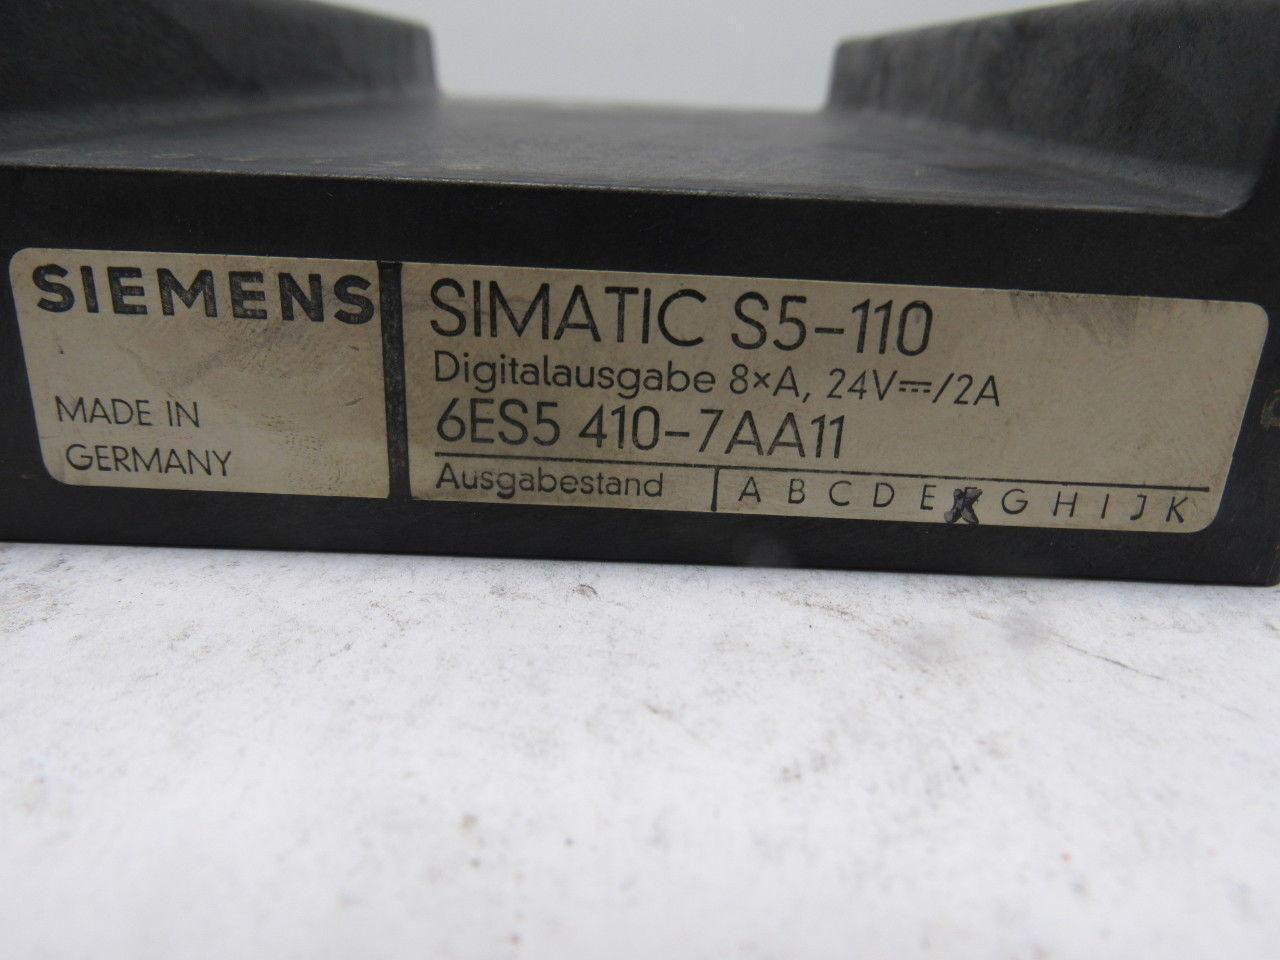 SIEMENS
MADE IN
GERMANY
SIMATIC S5-110
Digitalausgabe 8×A, 24V⎓/2A
6ES5 410-7AA11
Ausgabestand A B C D E F G H I J K